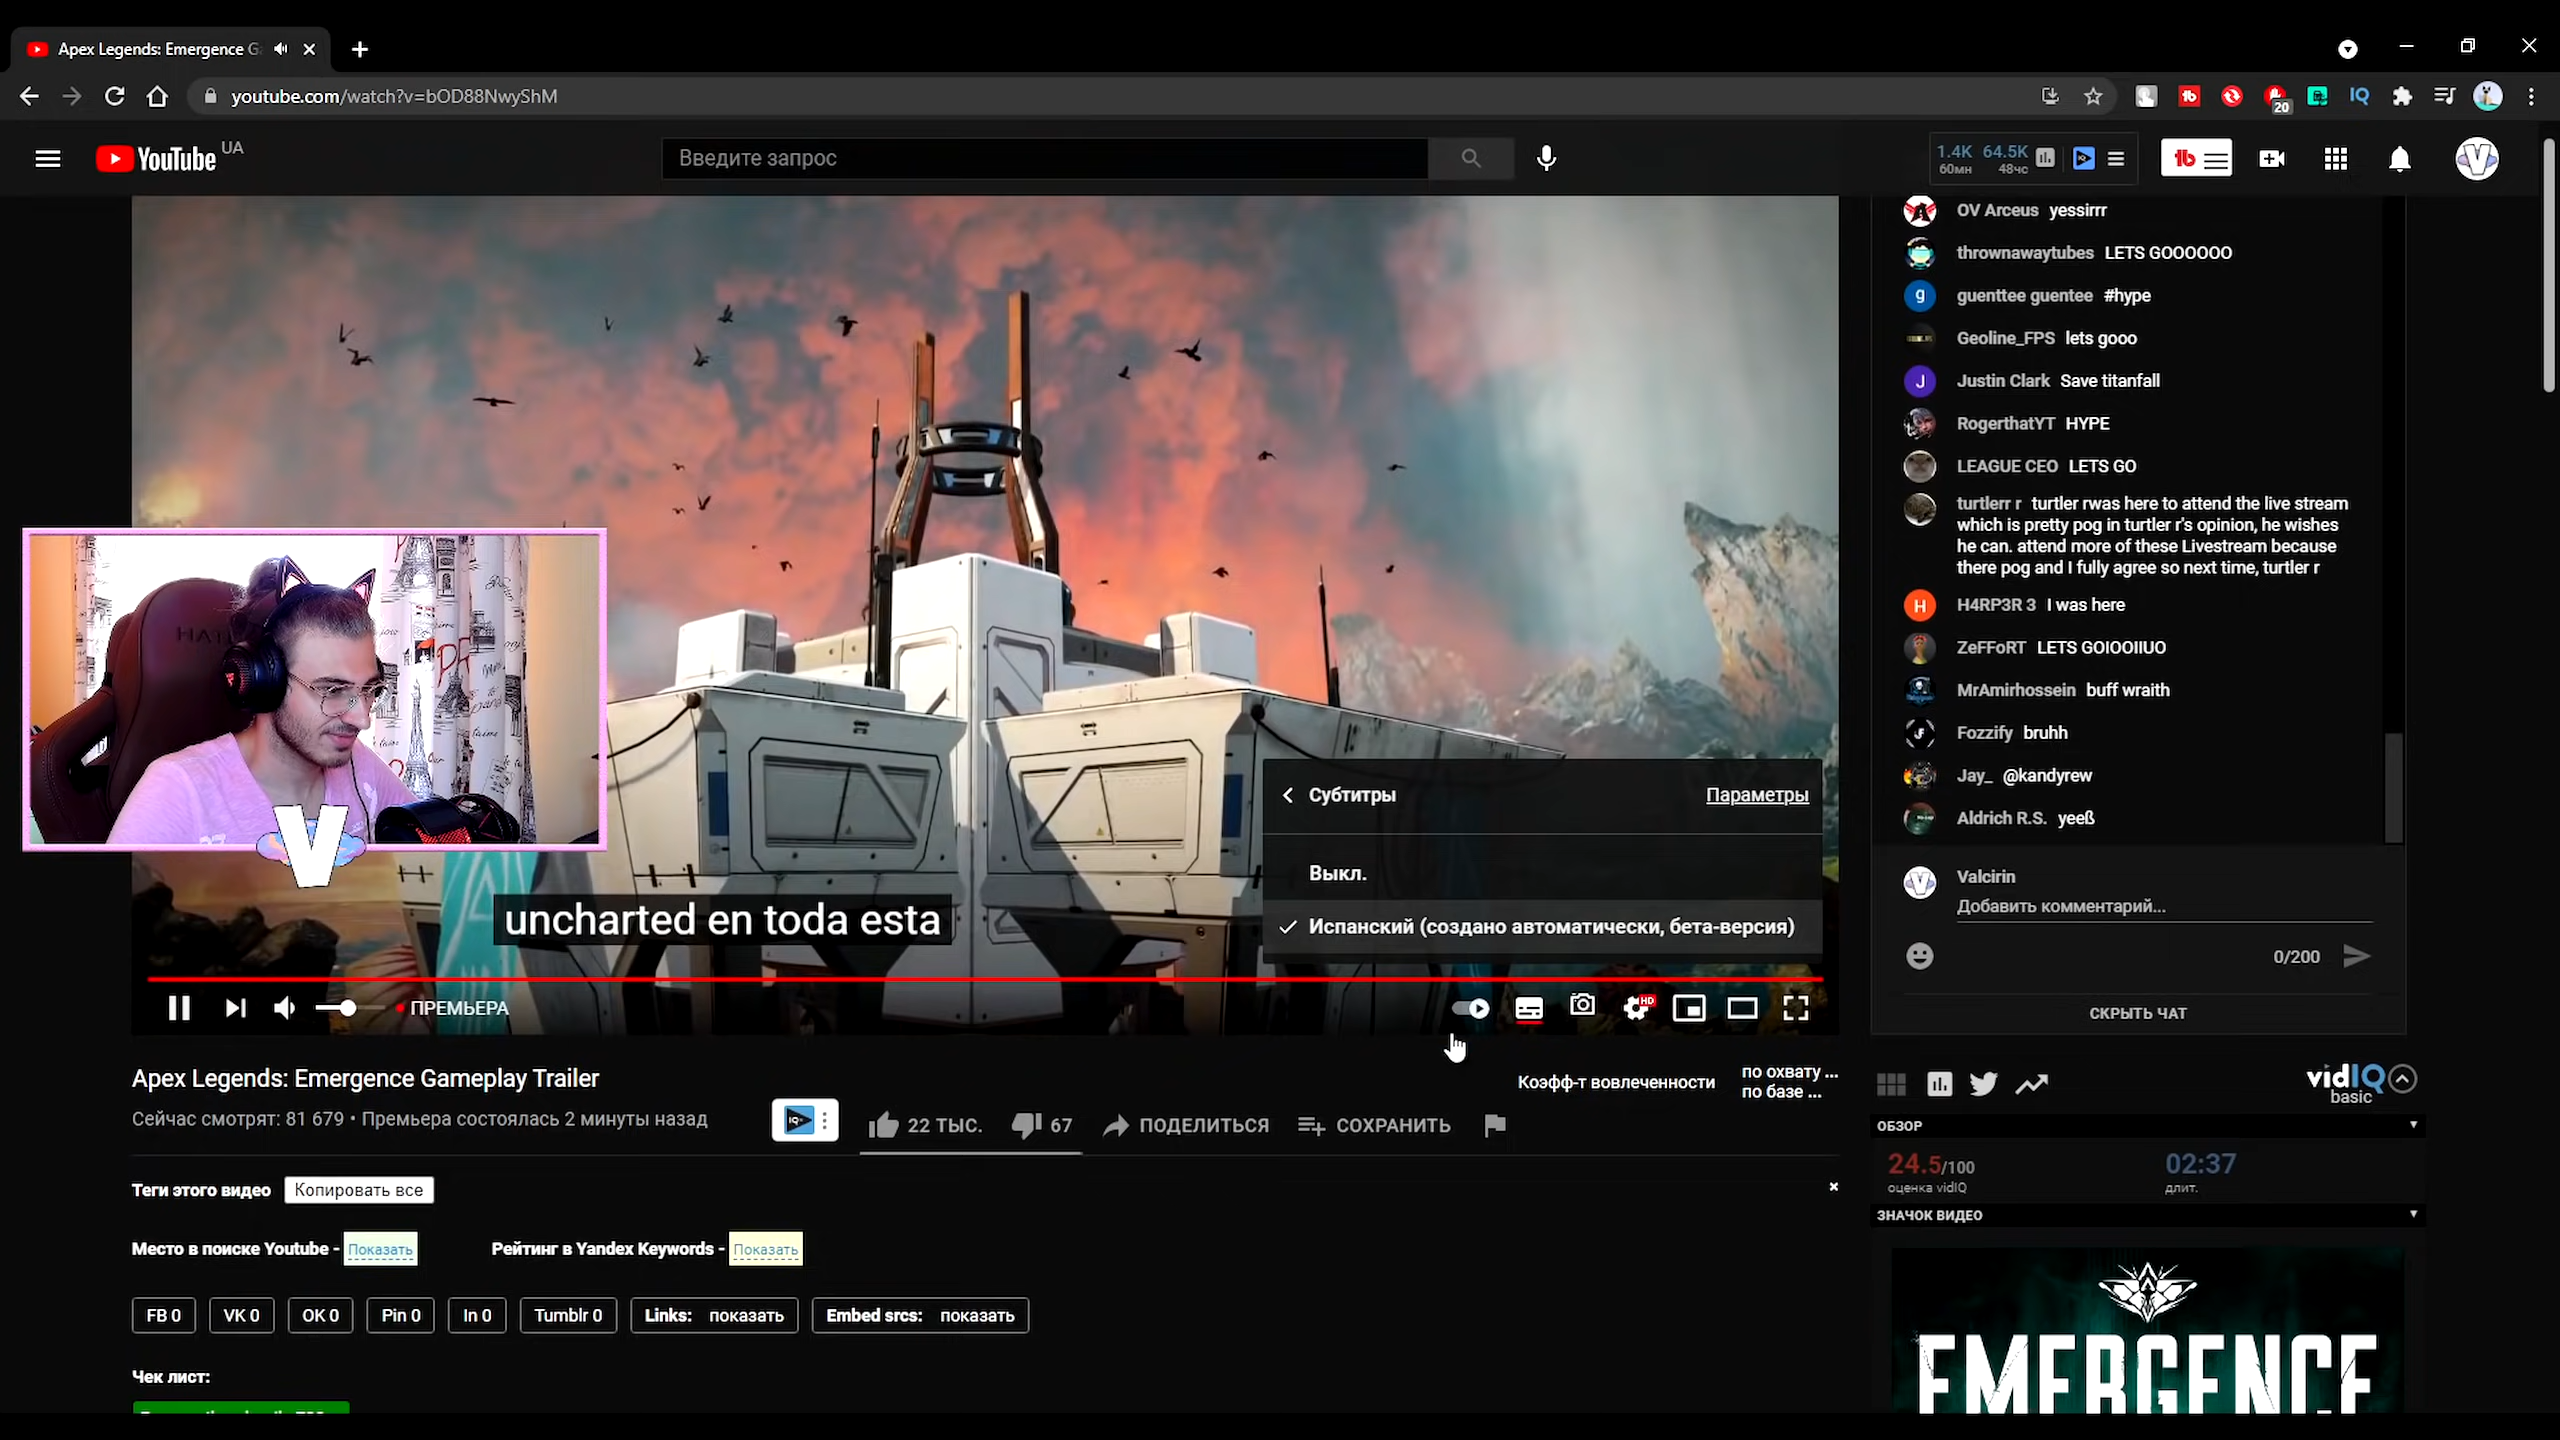 Apex Legends: Emergence G
youtube.com/watch?v=bOD88NwyShM
20
IQ
YouTube UA
Введите запрос
1.4K 64.5K
60мн 48чс
OV Arceus yessirrr
thrownawaytubes LETS GOOOOOO
guenttee guentee #hype
Geoline_FPS lets gooo
Justin Clark Save titanfall
RogerthatYT HYPE
LEAGUE CEO LETS GO
turtlerr r turtler rwas here to attend the live stream
which is pretty pog in turtler r's opinion, he wishes
he can. attend more of these Livestream because
there pog and I fully agree so next time, turtler r
H4RP3R 3 I was here
ZeFFoRT LETS GOIOOIIUO
MrAmirhossein buff wraith
Fozzify bruhh
Jay_ @kandyrew
Aldrich R.S. yeeß
Valcirin
Добавить комментарий...
0/200
СКРЫТЬ ЧАТ
V
Субтитры Параметры
Выкл.
Испанский (создано автоматически, бета-версия)
uncharted en toda esta
ПРЕМЬЕРА
HD
Apex Legends: Emergence Gameplay Trailer
Сейчас смотрят: 81 679 • Премьера состоялась 2 минуты назад
22 ТЫС. 67 ПОДЕЛИТЬСЯ СОХРАНИТЬ
Коэфф-т вовлеченности
по охвату ...
по базе ...
vidIQ
basic
ОБЗОР
24.5/100 02:37
оценка vidIQ длит.
ЗНАЧОК ВИДЕО
EMERGENCE
Теги этого видео Копировать все
Место в поиске Youtube - Показать Рейтинг в Yandex Keywords - Показать
FB 0 VK 0 OK 0 Pin 0 In 0 Tumblr 0 Links: показать Embed srcs: показать
Чек лист: